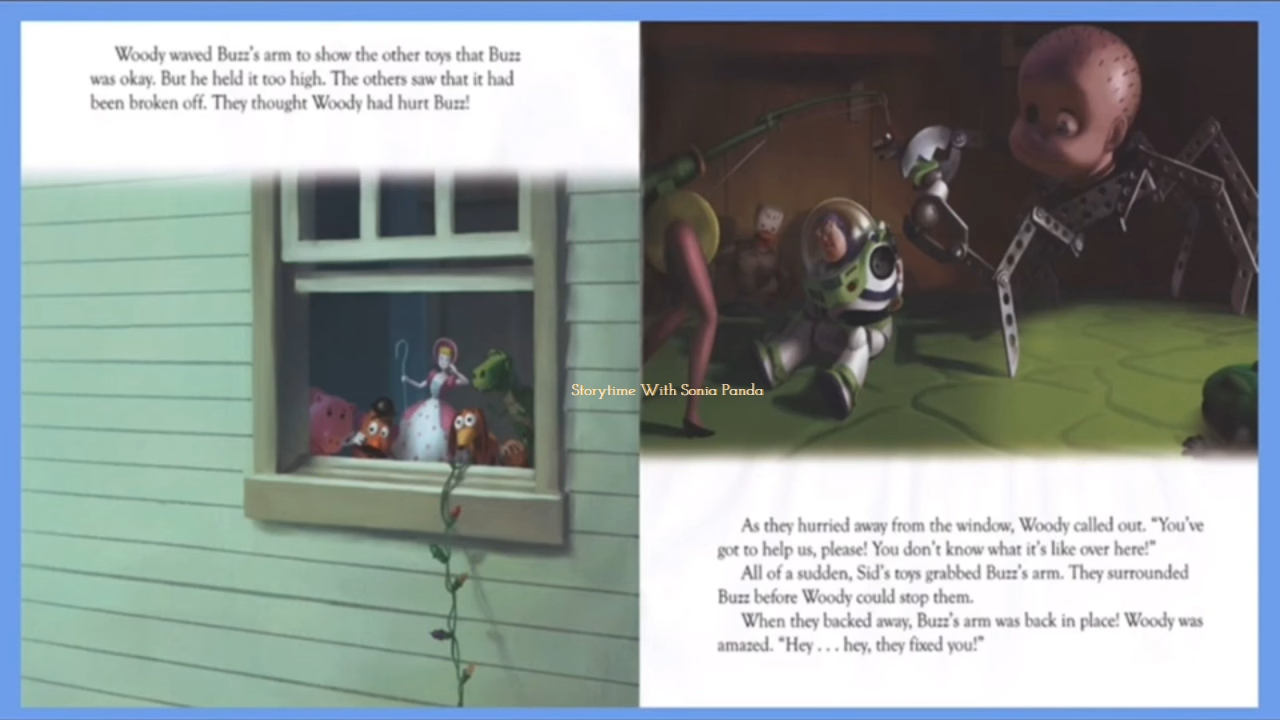 Woody waved Buzz's arm to show the other toys that Buzz
was okay. But he held it too high. The others saw that it had
been broken off. They thought Woody had hurt Buzz!
Storytime With Sonia Panda
As they hurried away from the window, Woody called out. “You've
got to help us, please! You don't know what it's like over here!”
All of a sudden, Sid's toys grabbed Buzz's arm. They surrounded
Buzz before Woody could stop them.
When they backed away, Buzz's arm was back in place! Woody was
amazed. “Hey . . . hey, they fixed you!”